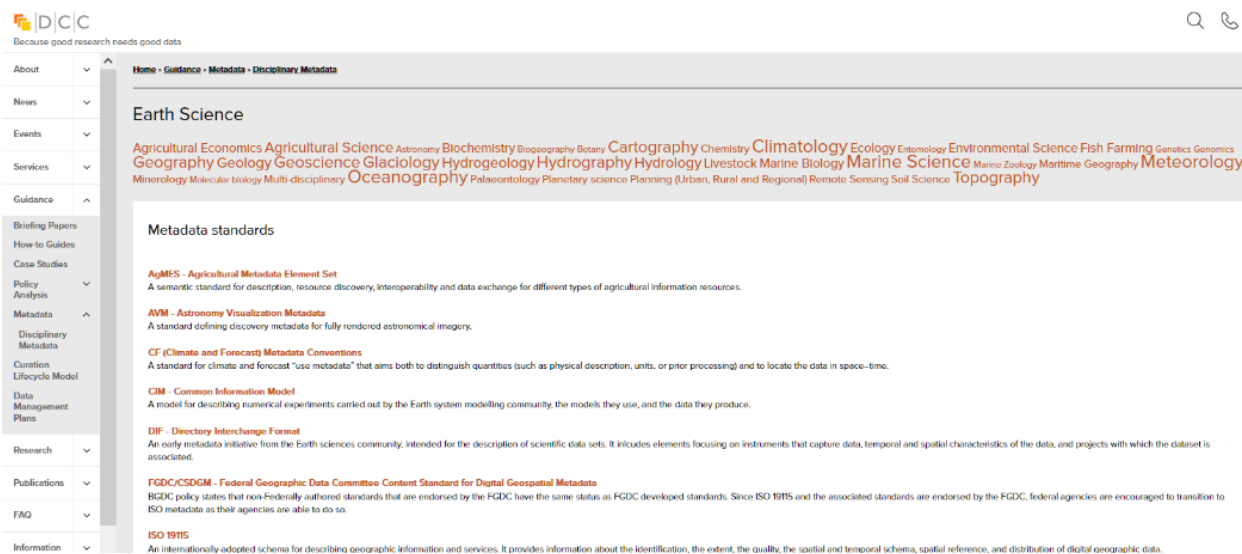 D|C|C
Because good research needs good data
About
News
Events
Services
Guidance
Briefing Papers
How-to Guides
Case Studies
Policy
Analysis
Metadata
Disciplinary
Metadata
Curation
Lifecycle Model
Data
Management
Plans
Research
Publications
FAQ
Information
Home › Guidance › Metadata › Disciplinary Metadata
Earth Science
Agricultural Economics Agricultural Science Astronomy Biochemistry Biogeography Botany Cartography Chemistry Climatology Ecology Entomology Environmental Science Fish Farming Genetics Genomics
Geography Geology Geoscience Glaciology Hydrogeology Hydrography Hydrology Livestock Marine Biology Marine Science Marine Zoology Maritime Geography Meteorology
Minerology Molecular biology Multi-disciplinary Oceanography Palaeontology Planetary science Planning (Urban, Rural and Regional) Remote Sensing Soil Science Topography
Metadata standards
AgMES - Agricultural Metadata Element Set
A semantic standard for description, resource discovery, interoperability and data exchange for different types of agricultural information resources.
AVM - Astronomy Visualization Metadata
A standard defining discovery metadata for fully rendered astronomical imagery.
CF (Climate and Forecast) Metadata Conventions
A standard for climate and forecast “use metadata” that aims both to distinguish quantities (such as physical description, units, or prior processing) and to locate the data in space–time.
CIM - Common Information Model
A model for describing numerical experiments carried out by the Earth system modelling community, the models they use, and the data they produce.
DIF - Directory Interchange Format
An early metadata initiative from the Earth sciences community, intended for the description of scientific data sets. It inlcudes elements focusing on instruments that capture data, temporal and spatial characteristics of the data, and projects with which the dataset is
associated.
FGDC/CSDGM - Federal Geographic Data Committee Content Standard for Digital Geospatial Metadata
BGDC policy states that non-Federally authored standards that are endorsed by the FGDC have the same status as FGDC developed standards. Since ISO 19115 and the associated standards are endorsed by the FGDC, federal agencies are encouraged to transition to
ISO metadata as their agencies are able to do so.
ISO 19115
An internationally-adopted schema for describing geographic information and services. It provides information about the identification, the extent, the quality, the spatial and temporal schema, spatial reference, and distribution of digital geographic data.